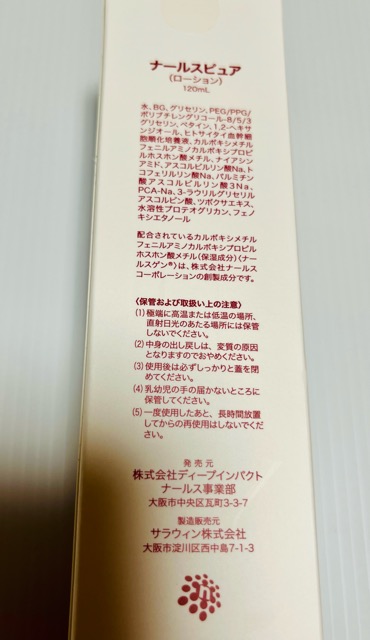 ナールスピュア
(ローション)
120mL
水、BG、グリセリン、PEG/PPG/
ポリブチレングリコール-8/5/3
グリセリン、ベタイン、1,2-ヘキサ
ンジオール、ヒトサイタイ血幹細
胞順化培養液、カルボキシメチル
フェニルアミノカルボキシプロピ
ルホスホン酸メチル、ナイアシン
アミド、アスコルビルリン酸Na、ト
コフェリルリン酸Na、パルミチン
酸アスコルビルリン酸3Na、
PCA-Na、3-ラウリルグリセリル
アスコルビン酸、ツボクサエキス、
水溶性プロテオグリカン、フェノ
キシエタノール
配合されているカルボキシメチル
フェニルアミノカルボキシプロピル
ホスホン酸メチル(保湿成分)〈ナー
ルスゲン®〉は、株式会社ナールス
コーポレーションの創製成分です。
〈保管および取扱い上の注意〉
(1) 極端に高温または低温の場所、
直射日光のあたる場所には保管
しないでください。
(2) 中身の出し戻しは、変質の原因
となりますのでおやめください。
(3) 使用後は必ずしっかりと蓋を閉
めてください。
(4) 乳幼児の手の届かないところに
保管してください。
(5) 一度使用したあと、長時間放置
してからの再使用はしないでくだ
さい。
発売元
株式会社ディープインパクト
ナールス事業部
大阪市中央区瓦町3-3-7
製造販売元
サラウィン株式会社
大阪市淀川区西中島7-1-3